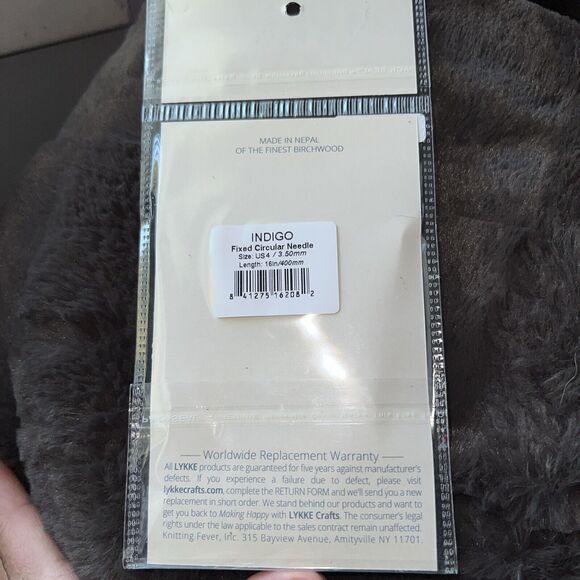 MADE IN NEPAL
OF THE FINEST BIRCHWOOD
INDIGO
Fixed Circular Needle
Size: US4 / 3.50mm
Length: 16in/400mm
8 41275 16208 2
Worldwide Replacement Warranty
All LYKKE products are guaranteed for five years against manufacturer's
defects. If you experience a failure due to defect, please visit
lykkecrafts.com, complete the RETURN FORM and we'll send you a new
replacement in short order. We stand behind our products and want to
get you back to Making Happy with LYKKE Crafts. The consumer's legal
rights under the law applicable to the sales contract remain unaffected.
Knitting Fever, Inc. 315 Bayview Avenue, Amityville NY 11701.